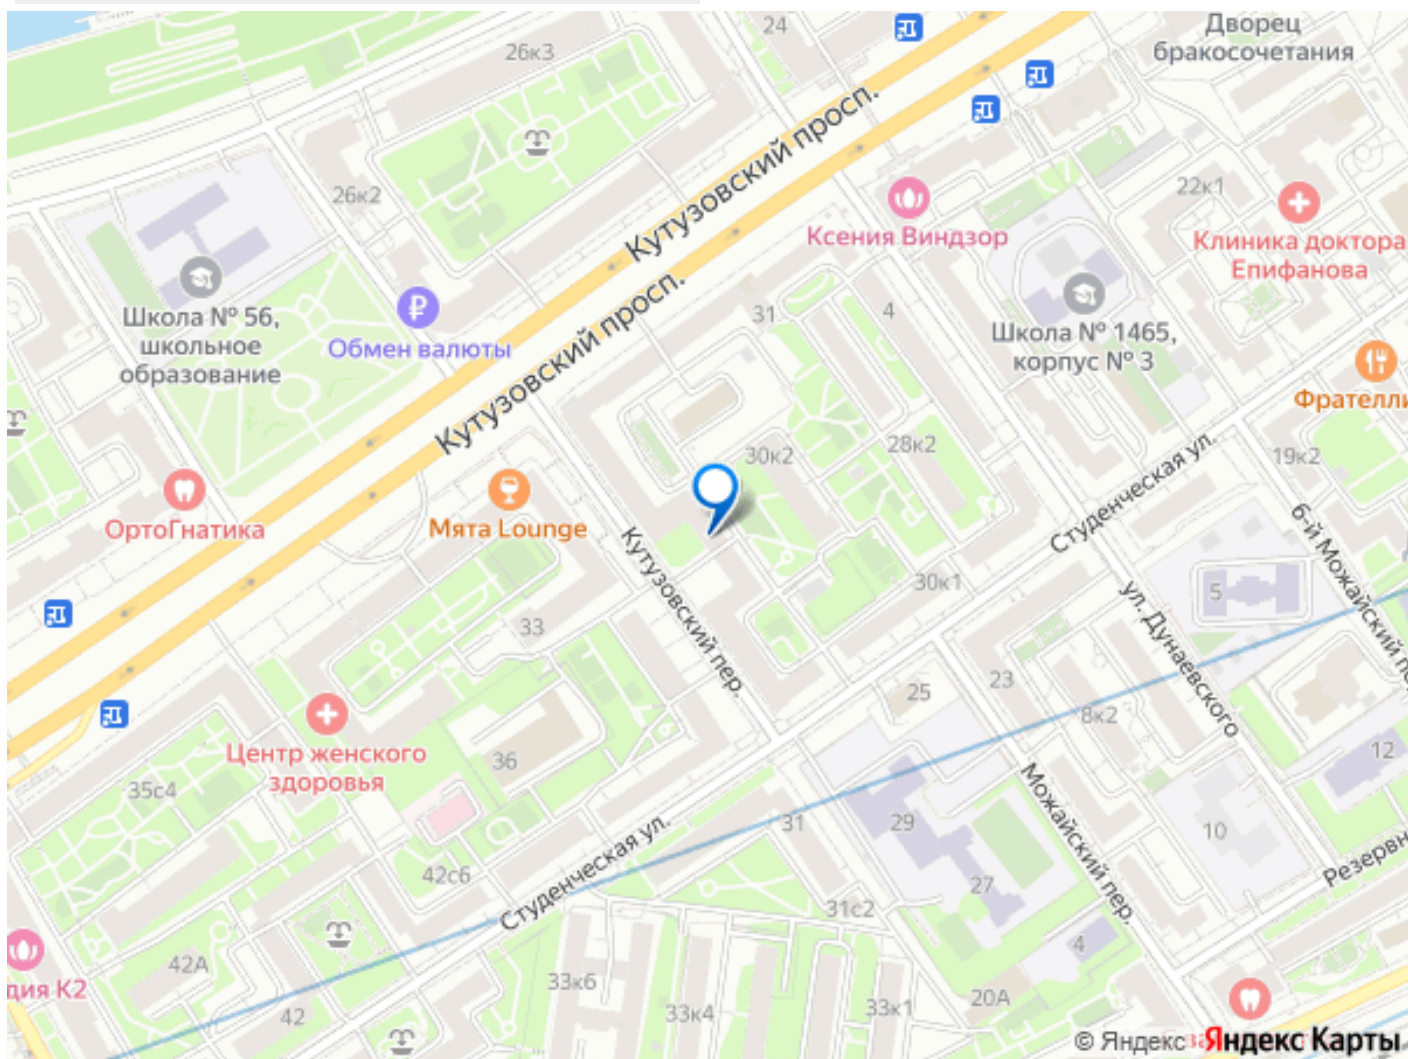 24
Дворец
бракосочетания
26к3
Кутузовский просп.
26к2
22к1
Ксения Виндзор
Клиника доктора
Епифанова
Школа № 56,
школьное
образование
Обмен валюты
Кутузовский просп.
31
4
Школа № 1465,
корпус № 3
Фрателли
30к2
28к2
19к2
Студенческая ул.
ОртоГнатика
Мята Lounge
6-й Можайский пер
Кутузовский пер.
30к1
5
ул. Дунаевского
33
23
25
8к2
12
Центр женского
здоровья
36
35с4
Можайский пер.
31
29
10
Студенческая ул.
42с6
27
Резервн
31с2
4
42А
дия К2
33к6
20А
42
33к4
33к1
© Яндекс Яндекс Карты